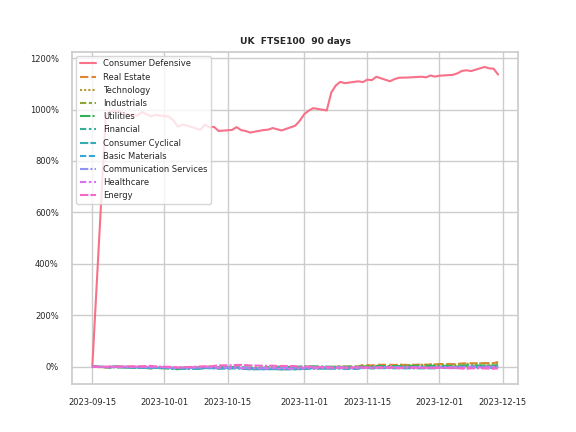 UK FTSE100 90 days
1200%
1000%
800%
600%
400%
200%
0%
Consumer Defensive
Real Estate
Technology
Industrials
Utilities
Financial
Consumer Cyclical
Basic Materials
Communication Services
Healthcare
Energy
2023-09-15 2023-10-01 2023-10-15 2023-11-01 2023-11-15 2023-12-01 2023-12-15